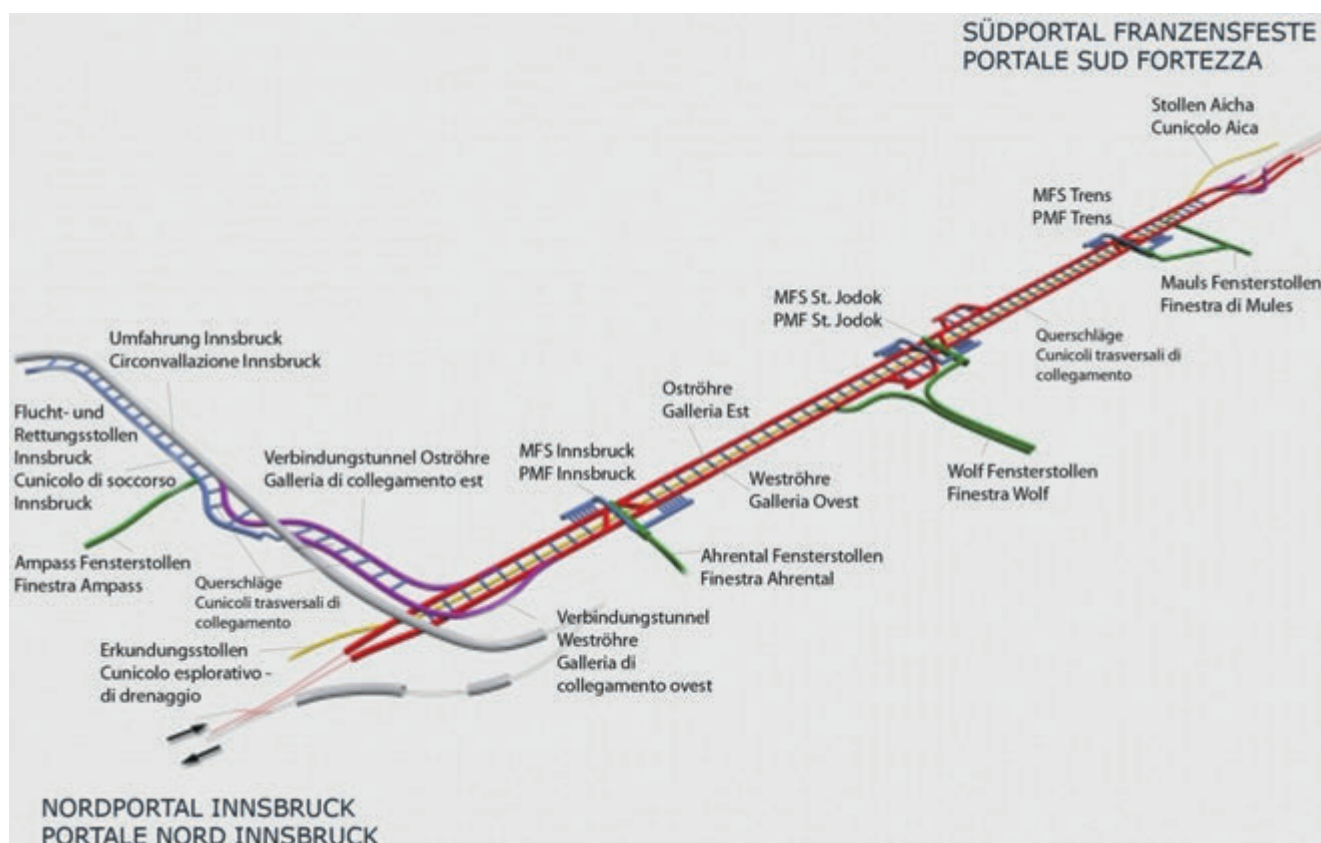 SÜDPORTAL FRANZENSFESTE
PORTALE SUD FORTEZZA
Stollen Aicha
Cunicolo Aica
MFS Trens
PMF Trens
Mauls Fensterstollen
Finestra di Mules
MFS St. Jodok
PMF St. Jodok
Querschläge
Cunicoli trasversali di
collegamento
Umfahrung Innsbruck
Circonvallazione Innsbruck
Oströhre
Galleria Est
Flucht- und
Rettungsstollen
Innsbruck
Cunicolo di soccorso
Innsbruck
Verbindungstunnel Oströhre
Galleria di collegamento est
MFS Innsbruck
PMF Innsbruck
Weströhre
Galleria Ovest
Wolf Fensterstollen
Finestra Wolf
Ampass Fensterstollen
Finestra Ampass
Querschläge
Cunicoli trasversali di
collegamento
Ahrental Fensterstollen
Finestra Ahrental
Erkundungsstollen
Cunicolo esplorativo -
di drenaggio
Verbindungstunnel
Weströhre
Galleria di
collegamento ovest
NORDPORTAL INNSBRUCK
PORTALE NORD INNSBRUCK